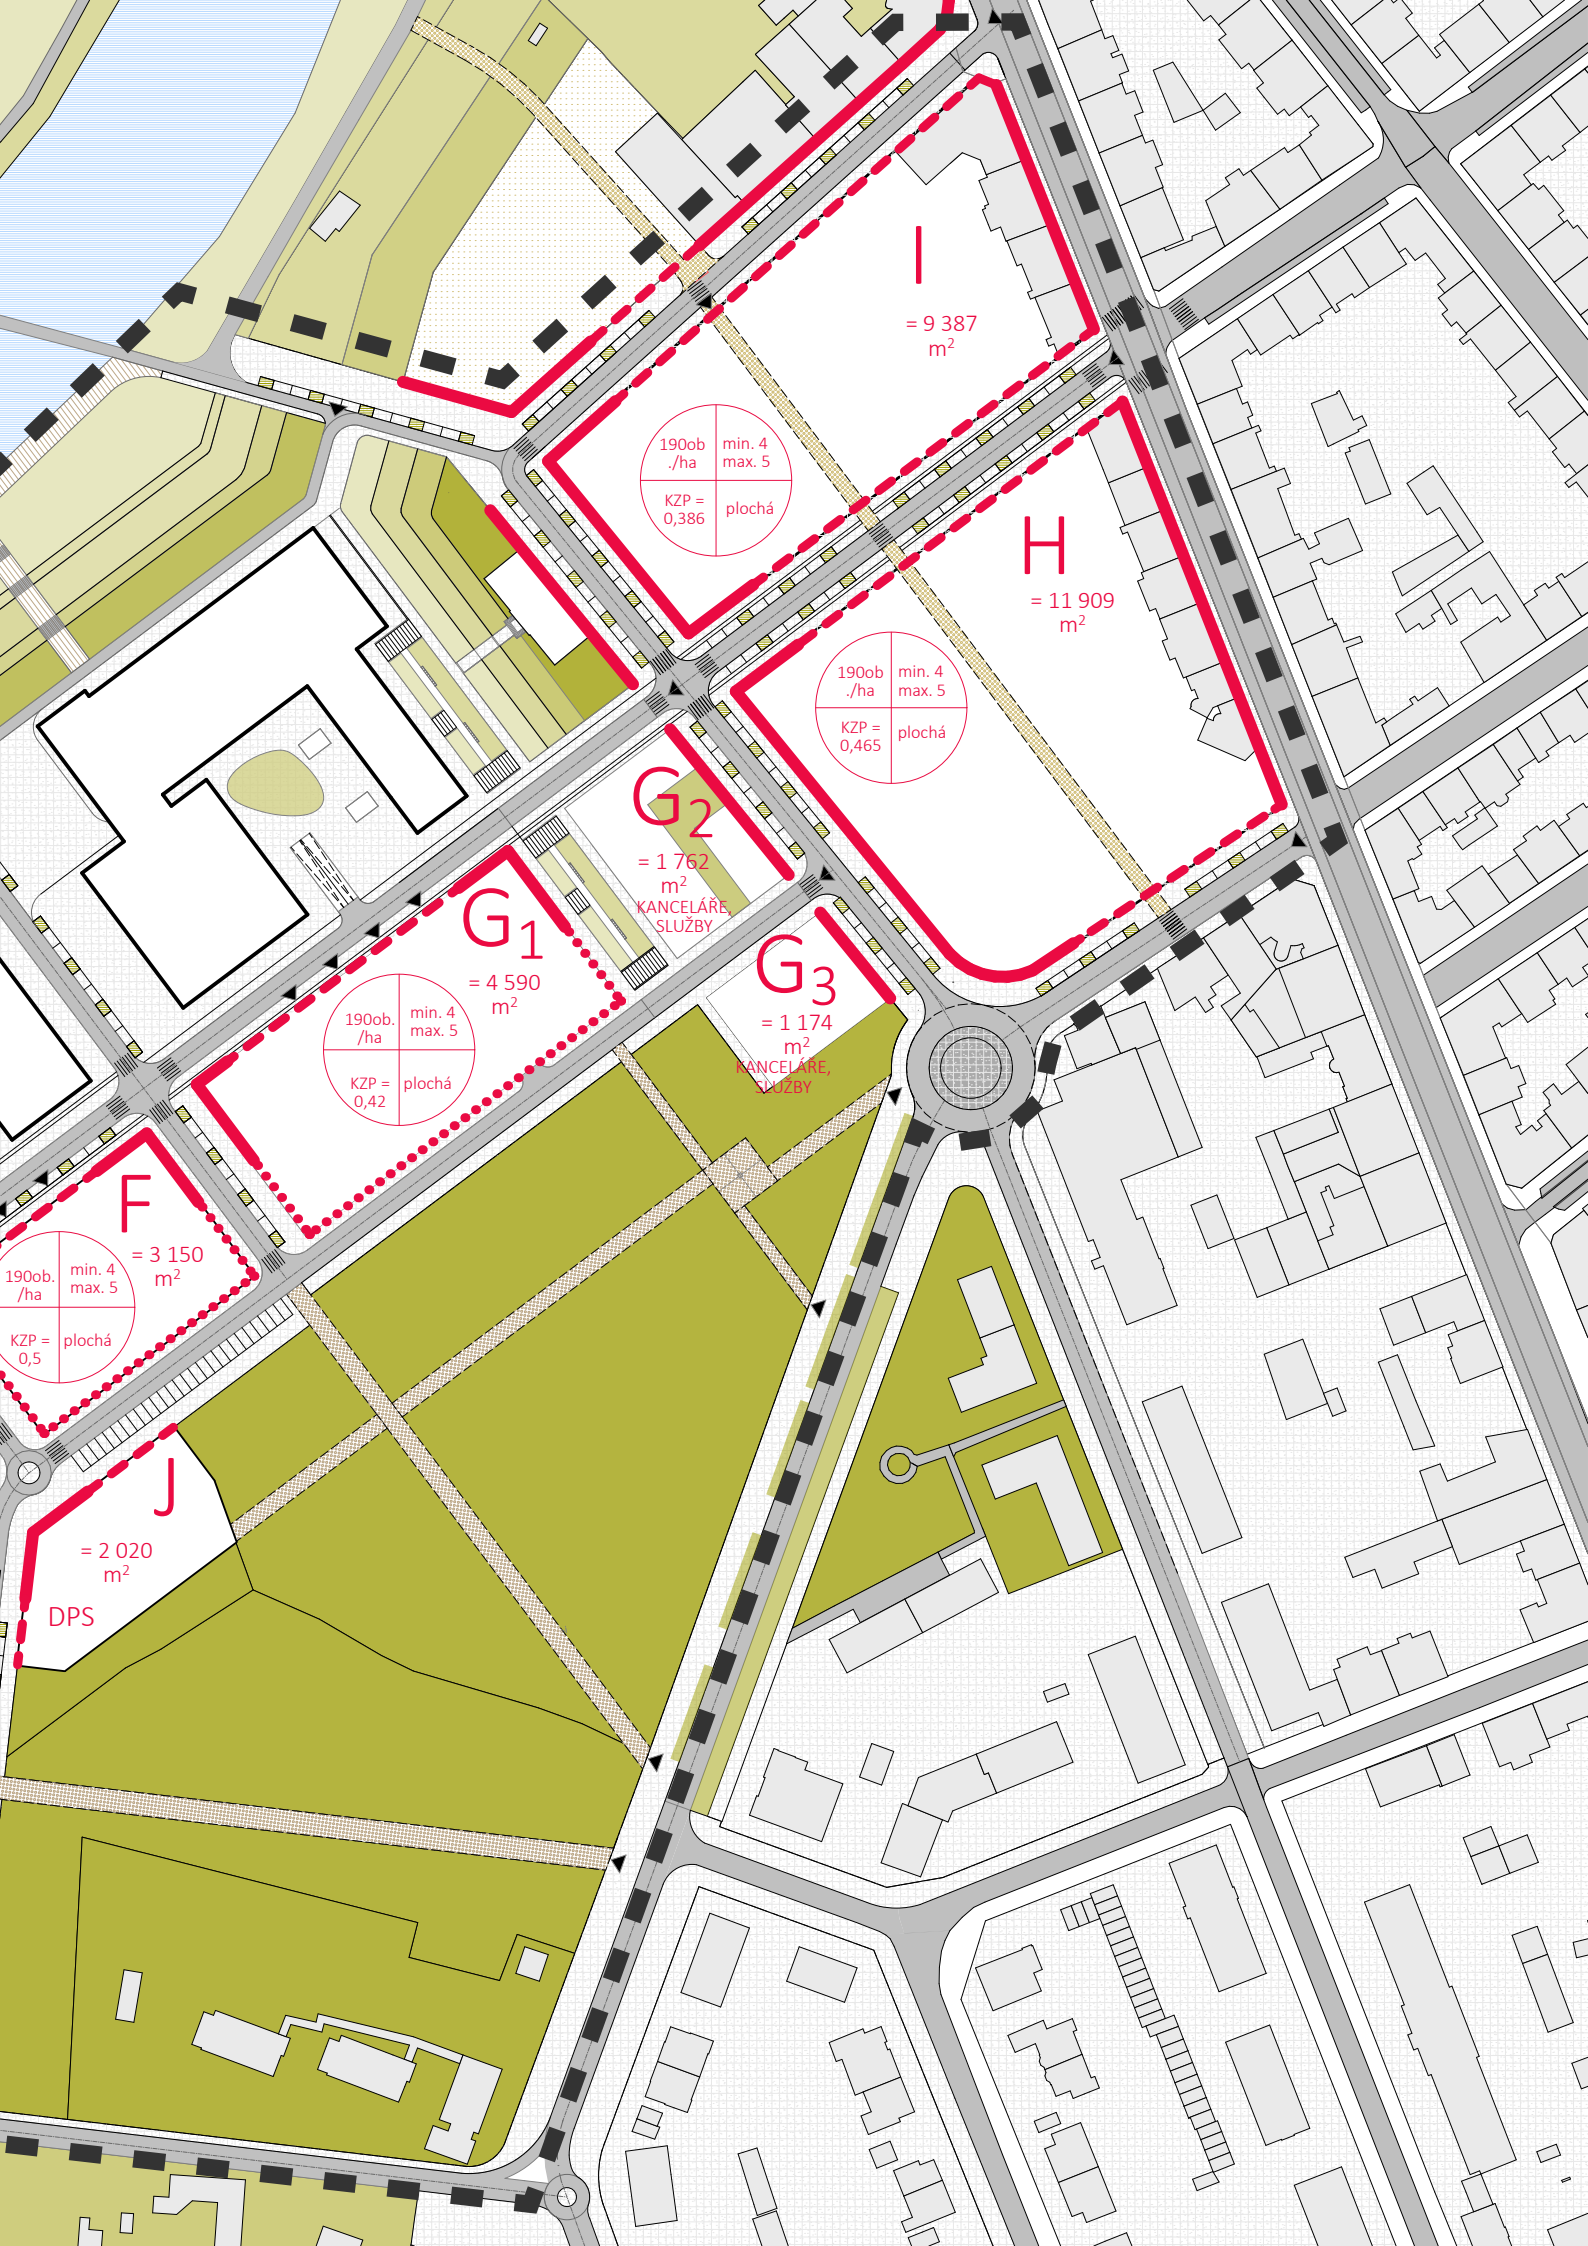 I
= 9 387
m²
190ob
./ha
min. 4
max. 5
KZP =
0,386
plochá
H
= 11 909
m²
190ob
./ha
min. 4
max. 5
KZP =
0,465
plochá
G2
= 1 762
m²
KANCELÁŘE,
SLUŽBY
G1
= 4 590
m²
190ob.
/ha
min. 4
max. 5
KZP =
0,42
plochá
G3
= 1 174
m²
KANCELÁŘE,
SLUŽBY
F
= 3 150
m²
190ob.
/ha
min. 4
max. 5
KZP =
0,5
plochá
J
= 2 020
m²
DPS